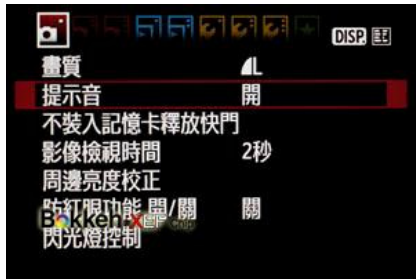 DISP.
畫質 L
提示音 開
不裝入記憶卡釋放快門
影像檢視時間 2秒
周邊亮度校正
防紅眼功能 開/關 關
Bokken-x
閃光燈控制